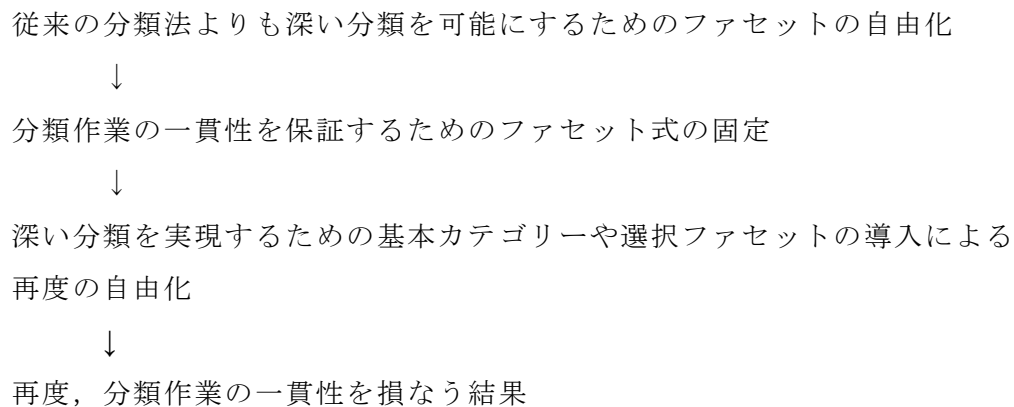 従来の分類法よりも深い分類を可能にするためのファセットの自由化
↓
分類作業の一貫性を保証するためのファセット式の固定
↓
深い分類を実現するための基本カテゴリーや選択ファセットの導入による
再度の自由化
↓
再度，分類作業の一貫性を損なう結果